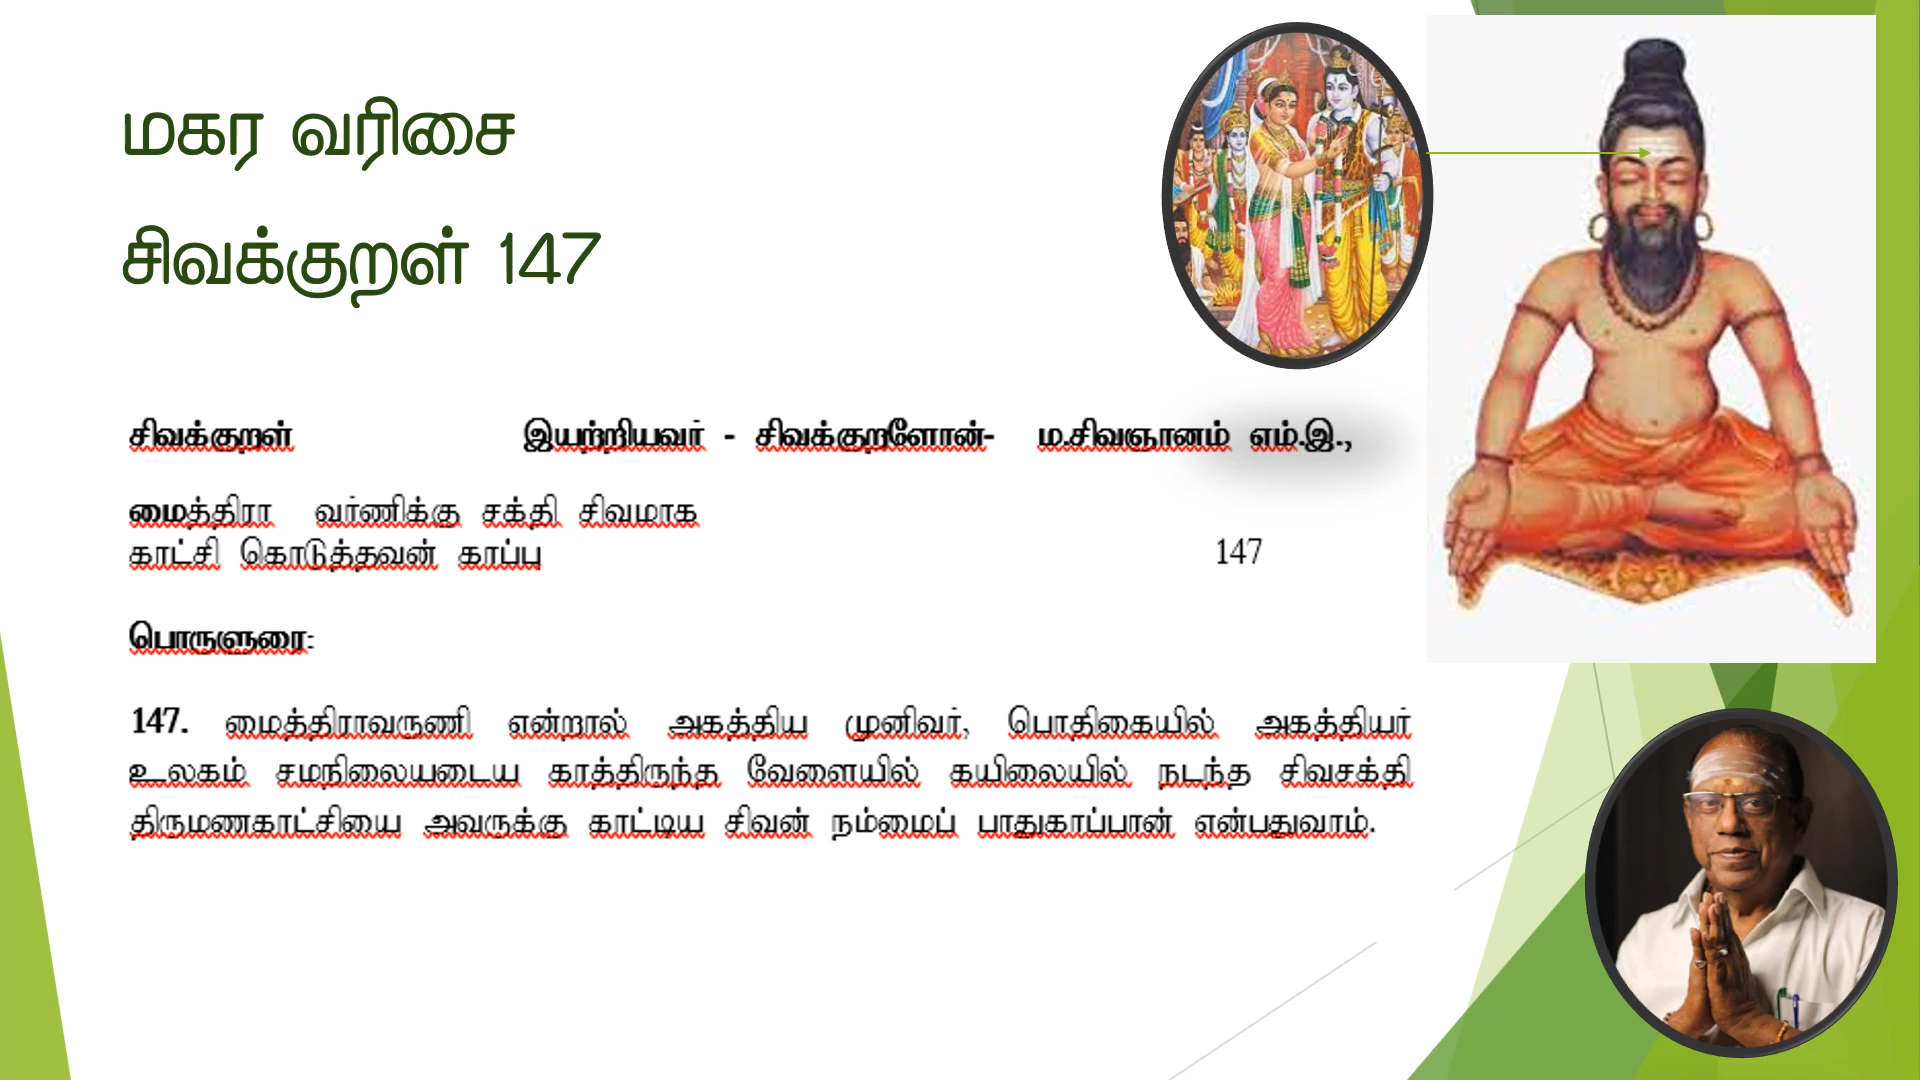 மகர வரிசை
சிவக்குறள் 147
சிவக்குறள் இயற்றியவர் - சிவக்குறளோன்- ம.சிவஞானம் எம்.இ.,
மைத்திரா வர்ணிக்கு சக்தி சிவமாக
காட்சி கொடுத்தவன் காப்பு 147
பொருளுரை:
147. மைத்திராவருணி என்றால் அகத்திய முனிவர், பொதிகையில் அகத்தியர்
உலகம் சமநிலையடைய காத்திருந்த வேளையில் கயிலையில் நடந்த சிவசக்தி
திருமணகாட்சியை அவருக்கு காட்டிய சிவன் நம்மைப் பாதுகாப்பான் என்பதுவாம்.